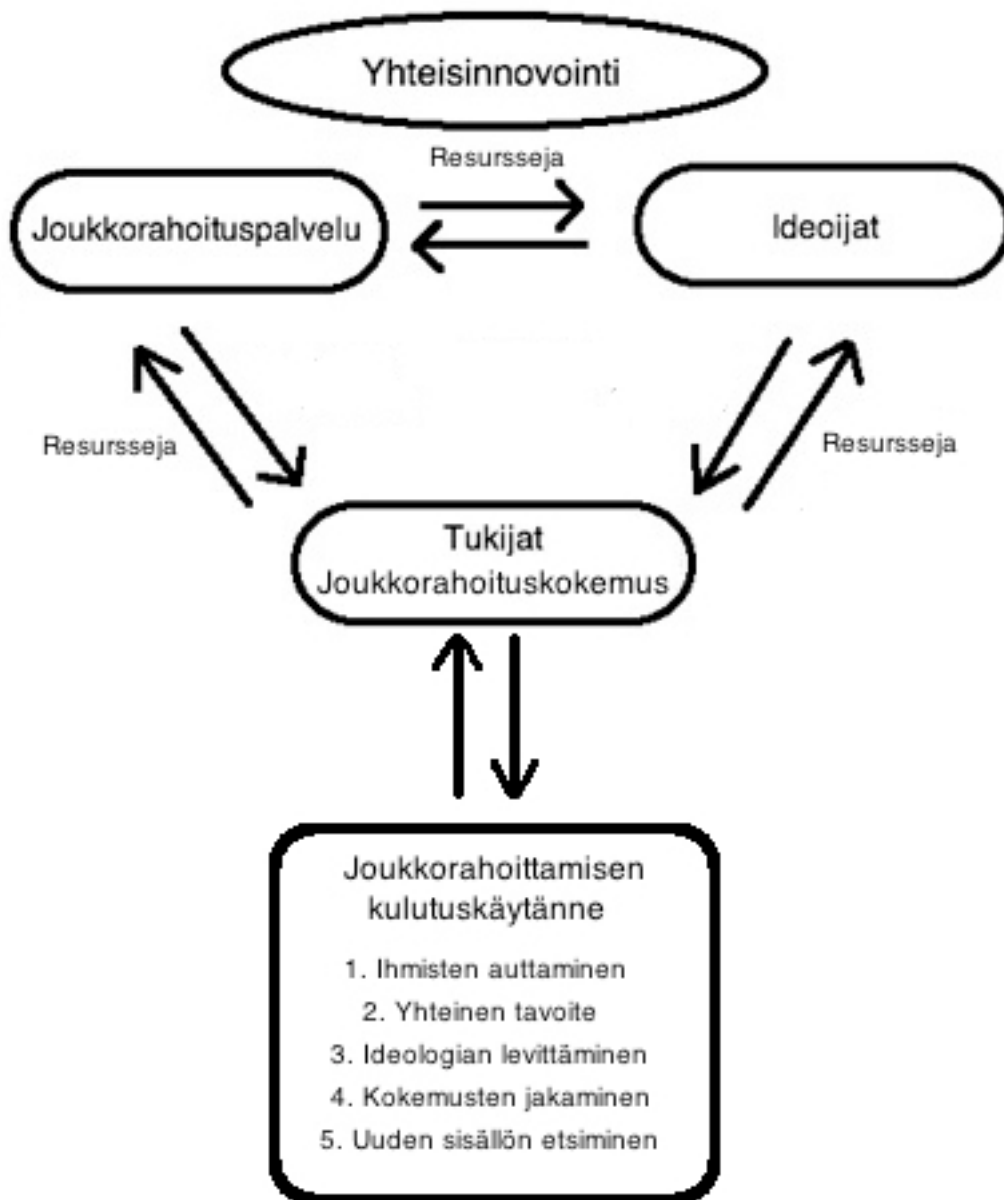 Yhteisinnovointi
Resursseja
Joukkorahoituspalvelu
Ideoijat
Resursseja
Resursseja
Tukijat
Joukkorahoituskokemus
Joukkorahoittamisen
kulutuskäytänne
1. Ihmisten auttaminen
2. Yhteinen tavoite
3. Ideologian levittäminen
4. Kokemusten jakaminen
5. Uuden sisällön etsiminen